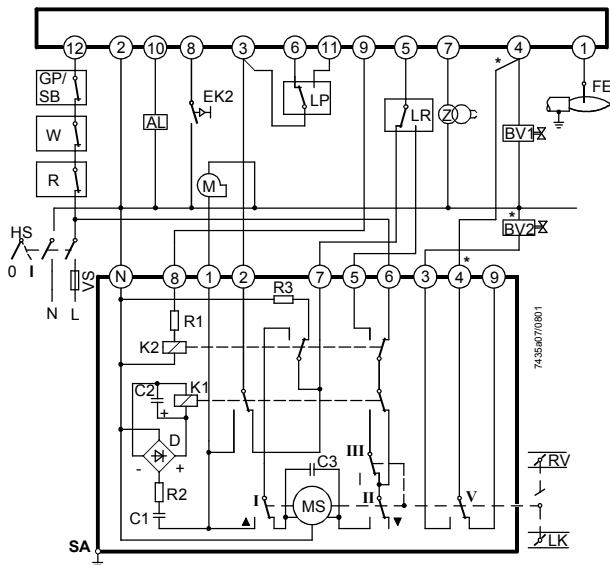 12 2 10 8 3 6 11 9 5 7 4 1
*
GP/
SB
EK2
LP
LR
Z
FE
BV1
W
AL
R
M
HS
0 I
VS
N L
*
BV2
*
N 8 1 2 7 5 6 3 4 9
R3
R1
K2
7435a07/0801
C2
+
K1
D
- +
III
C3
R2
I
MS
II
V
RV
C1
SA
LK